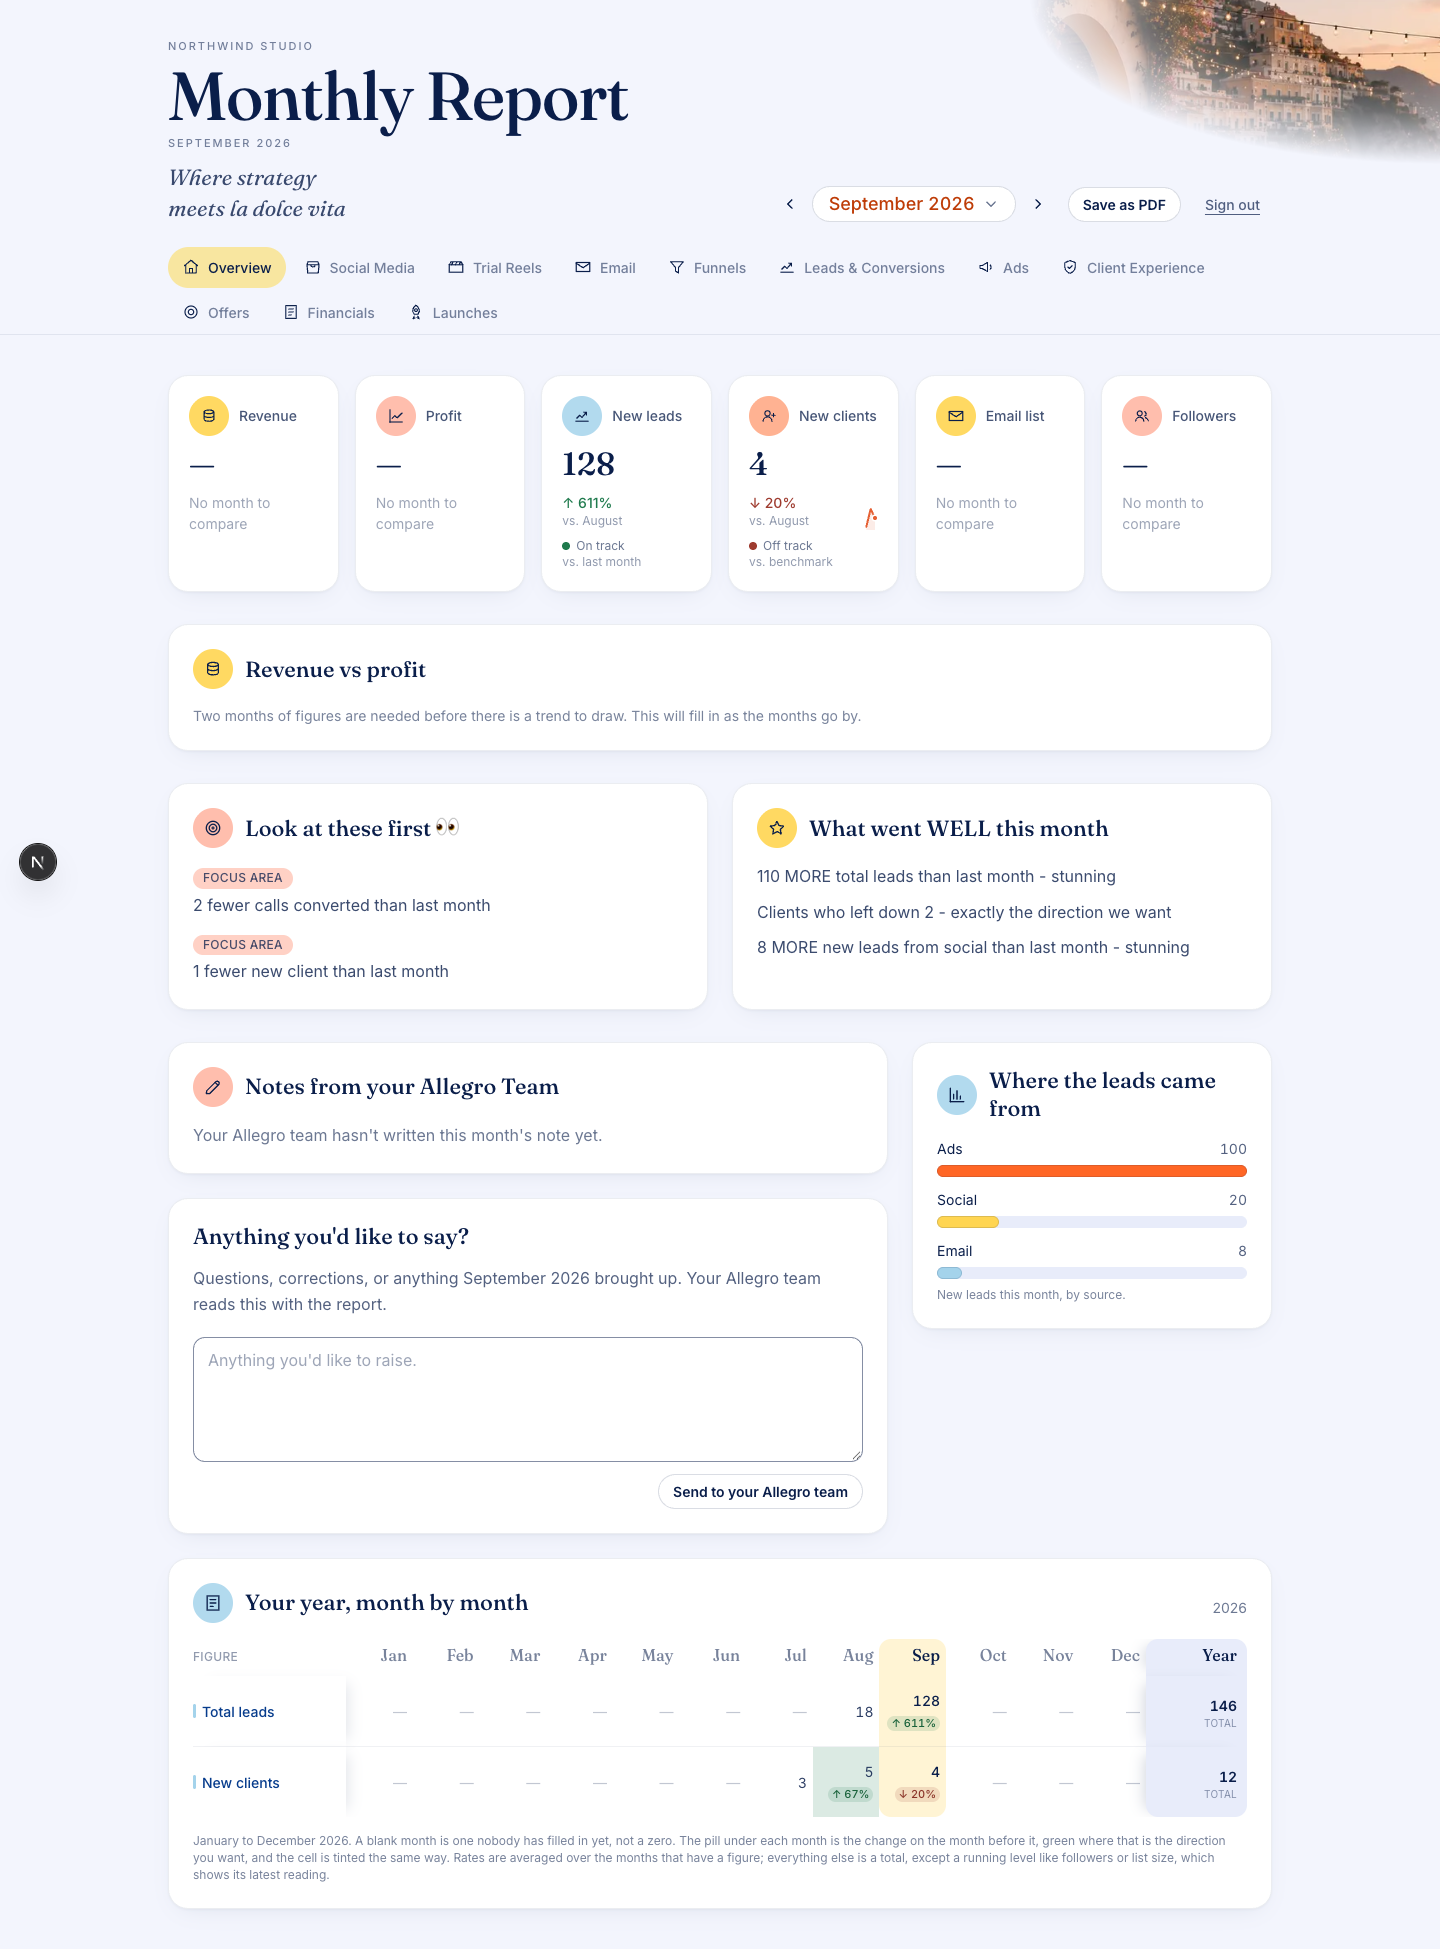 NORTHWIND STUDIO
Monthly Report
SEPTEMBER 2026
Where strategy
meets la dolce vita
September 2026
Save as PDF
Sign out
Overview
Social Media
Trial Reels
Email
Funnels
Leads & Conversions
Ads
Client Experience
Offers
Financials
Launches
Revenue
—
No month to
compare
Profit
—
No month to
compare
New leads
128
↑ 611%
vs. August
On track
vs. last month
New clients
4
↓ 20%
vs. August
Off track
vs. benchmark
Email list
—
No month to
compare
Followers
—
No month to
compare
Revenue vs profit
Two months of figures are needed before there is a trend to draw. This will fill in as the months go by.
Look at these first 👀
FOCUS AREA
2 fewer calls converted than last month
FOCUS AREA
1 fewer new client than last month
What went WELL this month
110 MORE total leads than last month - stunning
Clients who left down 2 - exactly the direction we want
8 MORE new leads from social than last month - stunning
Notes from your Allegro Team
Your Allegro team hasn't written this month's note yet.
Where the leads came
from
Ads 100
Social 20
Email 8
New leads this month, by source.
Anything you'd like to say?
Questions, corrections, or anything September 2026 brought up. Your Allegro team
reads this with the report.
Anything you'd like to raise.
Send to your Allegro team
N
Your year, month by month
2026
FIGURE Jan Feb Mar Apr May Jun Jul Aug Sep Oct Nov Dec Year
Total leads — — — — — — — 18 128 — — — 146
↑ 611% TOTAL
New clients — — — — — — 3 5 4 — — — 12
↑ 67% ↓ 20% TOTAL
January to December 2026. A blank month is one nobody has filled in yet, not a zero. The pill under each month is the change on the month before it, green where that is the direction
you want, and the cell is tinted the same way. Rates are averaged over the months that have a figure; everything else is a total, except a running level like followers or list size, which
shows its latest reading.